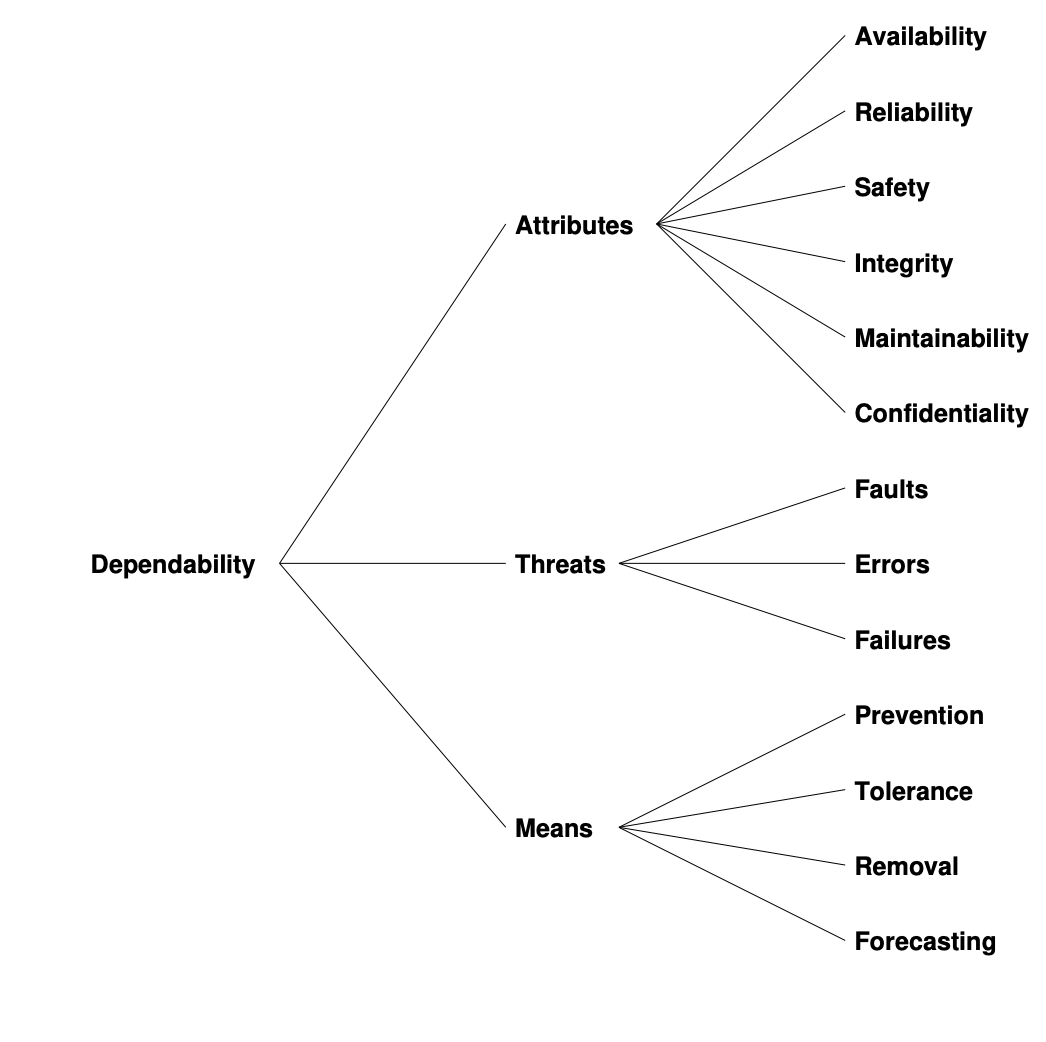 Dependability
Attributes
Availability
Reliability
Safety
Integrity
Maintainability
Confidentiality
Threats
Faults
Errors
Failures
Means
Prevention
Tolerance
Removal
Forecasting